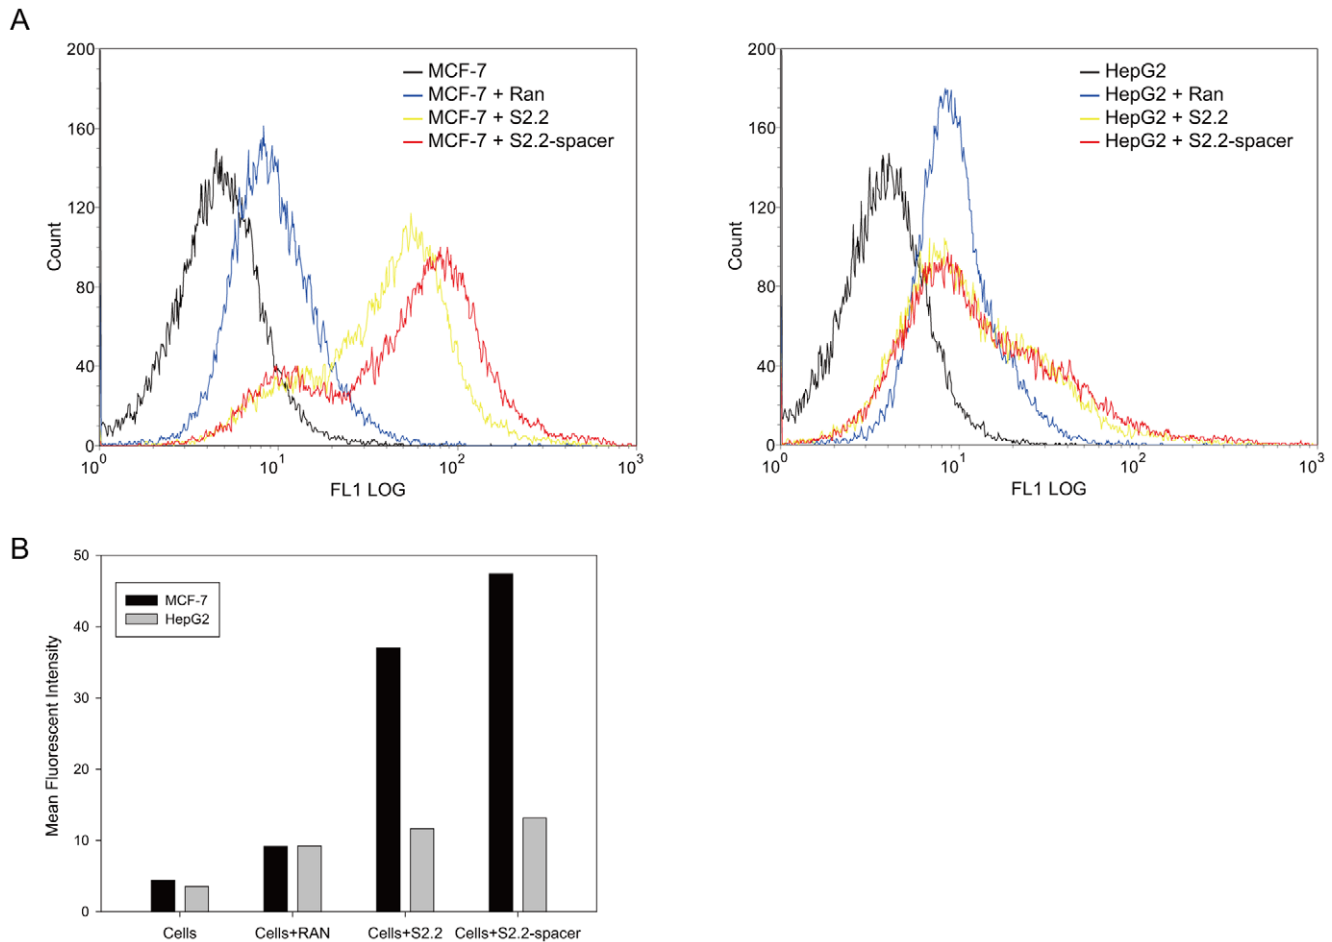 A
200
160
120
80
40
0
Count
10^0
10^1
10^2
10^3
FL1 LOG
MCF-7
MCF-7 + Ran
MCF-7 + S2.2
MCF-7 + S2.2-spacer
200
160
120
80
40
0
Count
10^0
10^1
10^2
10^3
FL1 LOG
HepG2
HepG2 + Ran
HepG2 + S2.2
HepG2 + S2.2-spacer
B
50
40
30
20
10
0
Mean Fluorescent Intensity
MCF-7
HepG2
Cells
Cells+RAN
Cells+S2.2
Cells+S2.2-spacer